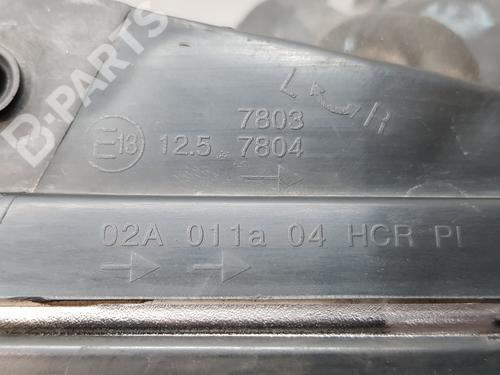 B-PARTS
L R
7803
E13 12.5 7804
02A 011a 04 HCR PI